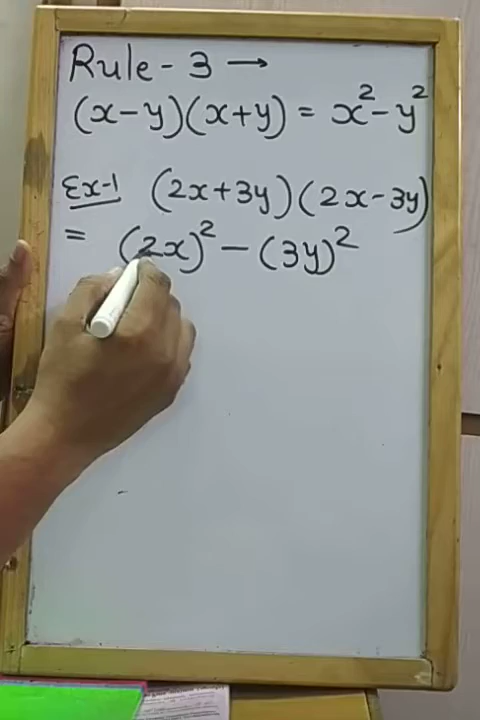 Rule - 3 →
(x-y)(x+y) = x² - y²
Ex-1 (2x+3y)(2x-3y)
= (2x)² - (3y)²